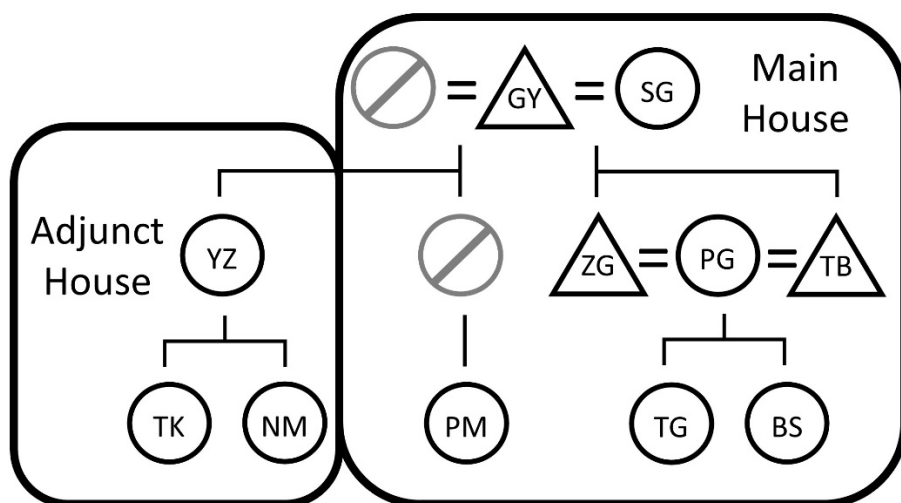 GY
SG
Main
House
Adjunct
House
YZ
ZG
PG
TB
TK
NM
PM
TG
BS